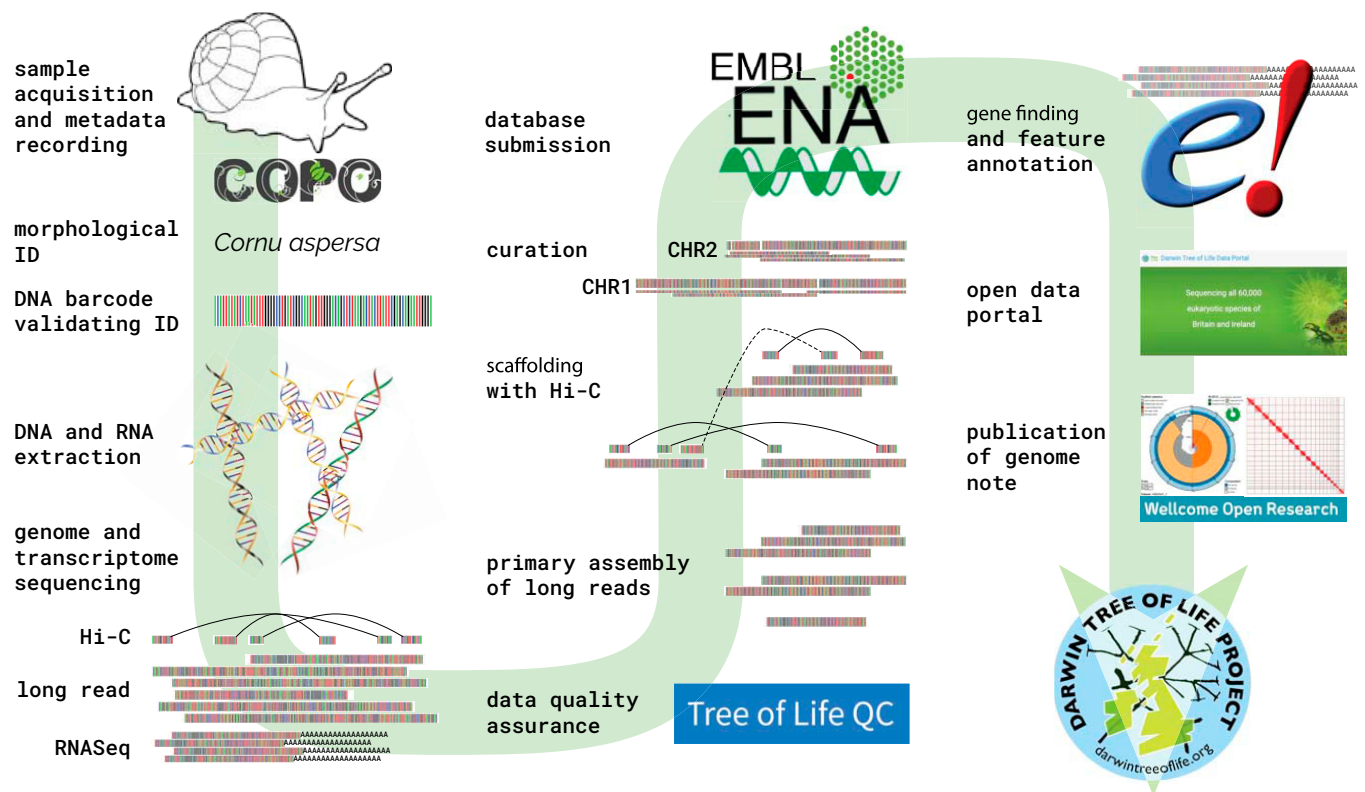 sample
acquisition
and metadata
recording
COPO
morphological
ID
Cornu aspersa
DNA barcode
validating ID
DNA and RNA
extraction
genome and
transcriptome
sequencing
Hi-C
long read
RNASeq
AAAAAAAAAAAAAAAAAAAA
AAAAAAAAAAAAAAAAAAAA
AAAAAAAAAAAAAAAAAAAA
database
submission
EMBL
ENA
curation
CHR2
CHR1
scaffolding
with Hi-C
primary assembly
of long reads
data quality
assurance
Tree of Life QC
gene finding
and feature
annotation
e!
open data
portal
Darwin Tree of Life Data Portal
Sequencing all 60,000
eukaryotic species of
Britain and Ireland
publication
of genome
note
Wellcome Open Research
DARWIN TREE OF LIFE PROJECT
darwintreeoflife.org